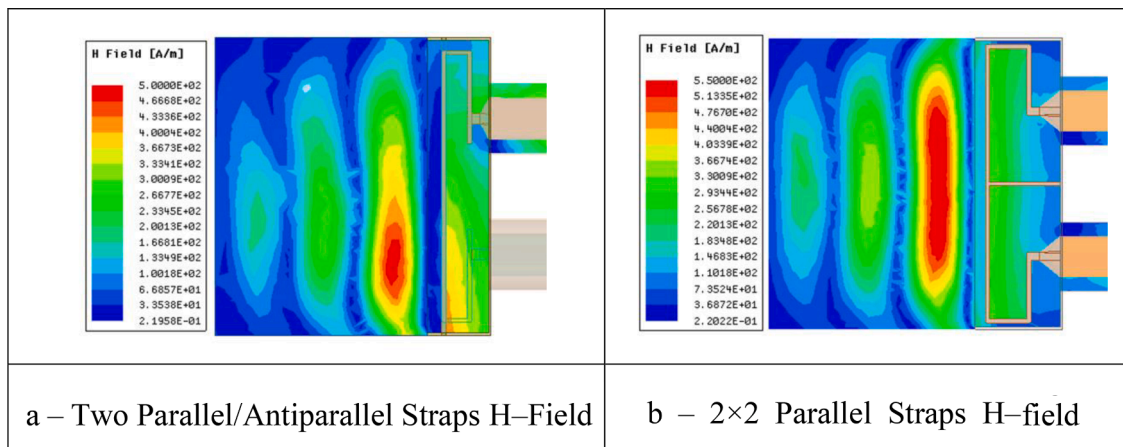 H Field [A/m]
5.0000E+02
4.6668E+02
4.3336E+02
4.0004E+02
3.6673E+02
3.3341E+02
3.0009E+02
2.6677E+02
2.3345E+02
2.0013E+02
1.6681E+02
1.3349E+02
1.0018E+02
6.6857E+01
3.3538E+01
2.1958E-01
H Field [A/m]
5.5000E+02
5.1335E+02
4.7670E+02
4.4004E+02
4.0339E+02
3.6674E+02
3.3009E+02
2.9344E+02
2.5678E+02
2.2013E+02
1.8348E+02
1.4683E+02
1.1018E+02
7.3524E+01
3.6872E+01
2.2022E-01
a – Two Parallel/Antiparallel Straps H–Field
b – 2×2 Parallel Straps H–field